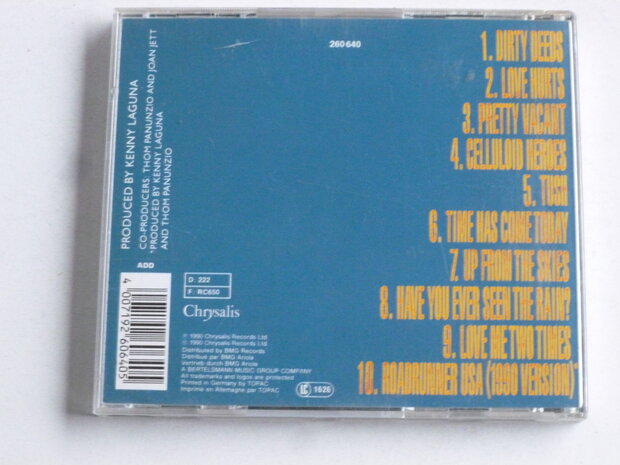 260640
1. DIRTY DEEDS
2. LOVE HURTS
3. PRETTY VACANT
4. CELLULOID HEROES
5. TUSH
6. TIME HAS COME TODAY
7. UP FROM THE SKIES
8. HAVE YOU EVER SEEN THE RAIN?
9. LOVE ME TWO TIMES
10. ROADRUNNER USA (1990 VERSION)*
PRODUCED BY KENNY LAGUNA
CO-PRODUCERS: THOM PANUNZIO AND JOAN JETT
*PRODUCED BY KENNY LAGUNA
AND THOM PANUNZIO
ADD
4 007192 606405
D: 222
F: RC650
Chrysalis
℗ 1990 Chrysalis Records Ltd
© 1990 Chrysalis Records Ltd
Distributed by BMG Records
Distribué par BMG Ariola
Vertrieb durch BMG Ariola
A BERTELSMANN MUSIC GROUP COMPANY
All trademarks and logos are protected
Printed in Germany by TOPAC
Imprimé en Allemagne par TOPAC
LC 1626